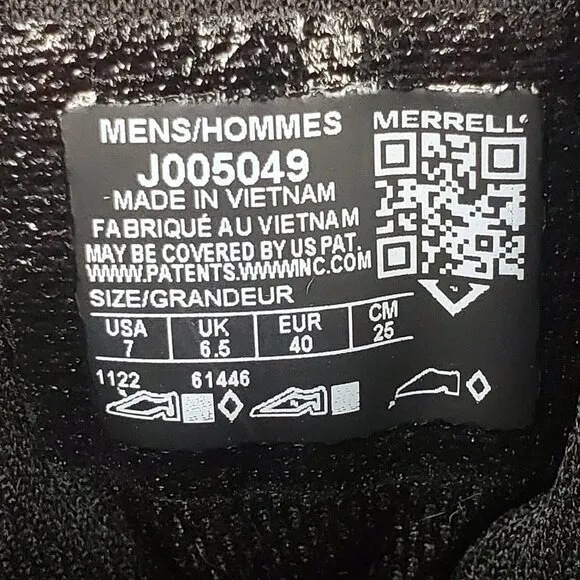 MENS/HOMMES
MERRELL
J005049
MADE IN VIETNAM
FABRIQUÉ AU VIETNAM
MAY BE COVERED BY US PAT.
WWW.PATENTS.WWWINC.COM
SIZE/GRANDEUR
USA UK EUR CM
7 6.5 40 25
1122 61446